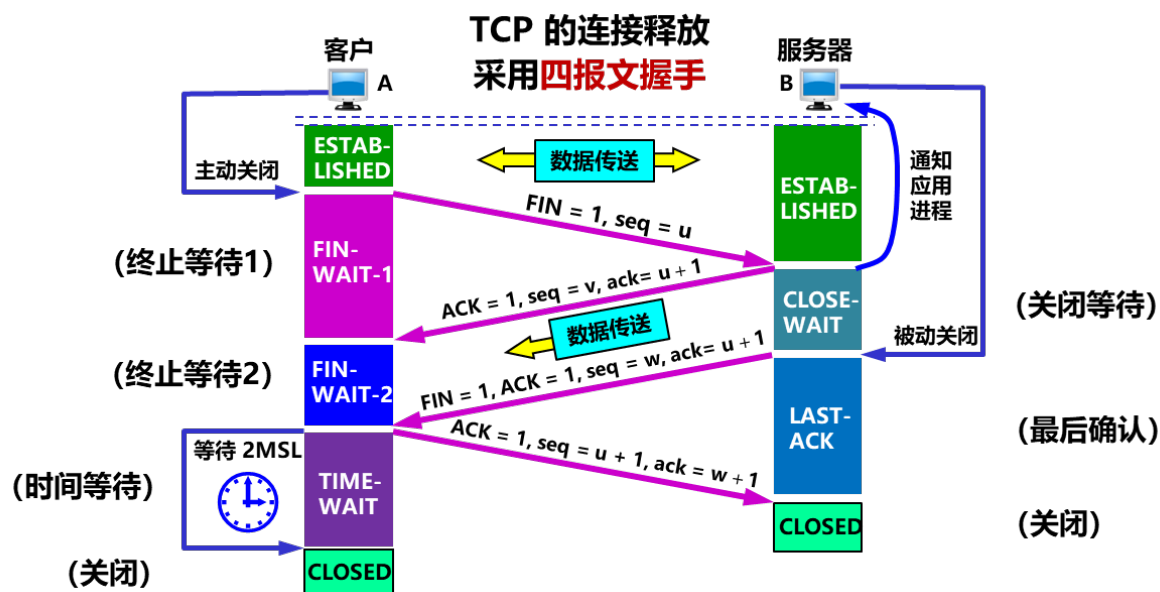 TCP 的连接释放
采用四报文握手
客户
A
服务器
B
ESTAB-
LISHED
数据传送
ESTAB-
LISHED
通知
应用
进程
主动关闭
FIN = 1, seq = u
(终止等待1)
FIN-
WAIT-1
ACK = 1, seq = v, ack= u + 1
CLOSE-
WAIT
(关闭等待)
数据传送
被动关闭
(终止等待2)
FIN-
WAIT-2
FIN = 1, ACK = 1, seq = w, ack= u + 1
LAST-
ACK
(最后确认)
等待 2MSL
ACK = 1, seq = u + 1, ack = w + 1
(时间等待)
TIME-
WAIT
CLOSED
(关闭)
(关闭)
CLOSED